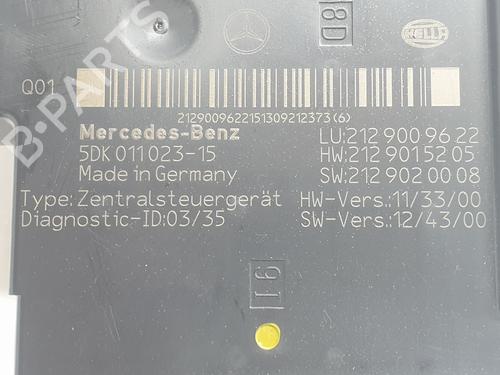 8D
HELLA
Q01
2129009622151309212373(6)
Mercedes-Benz
LU:212 900 96 22
5DK 011 023-15
HW:212 901 52 05
Made in Germany
SW:212 902 00 08
Type: Zentralsteuergerät
HW-Vers.:11/33/00
Diagnostic-ID:03/35
SW-Vers.:12/43/00
16
B-PARTS